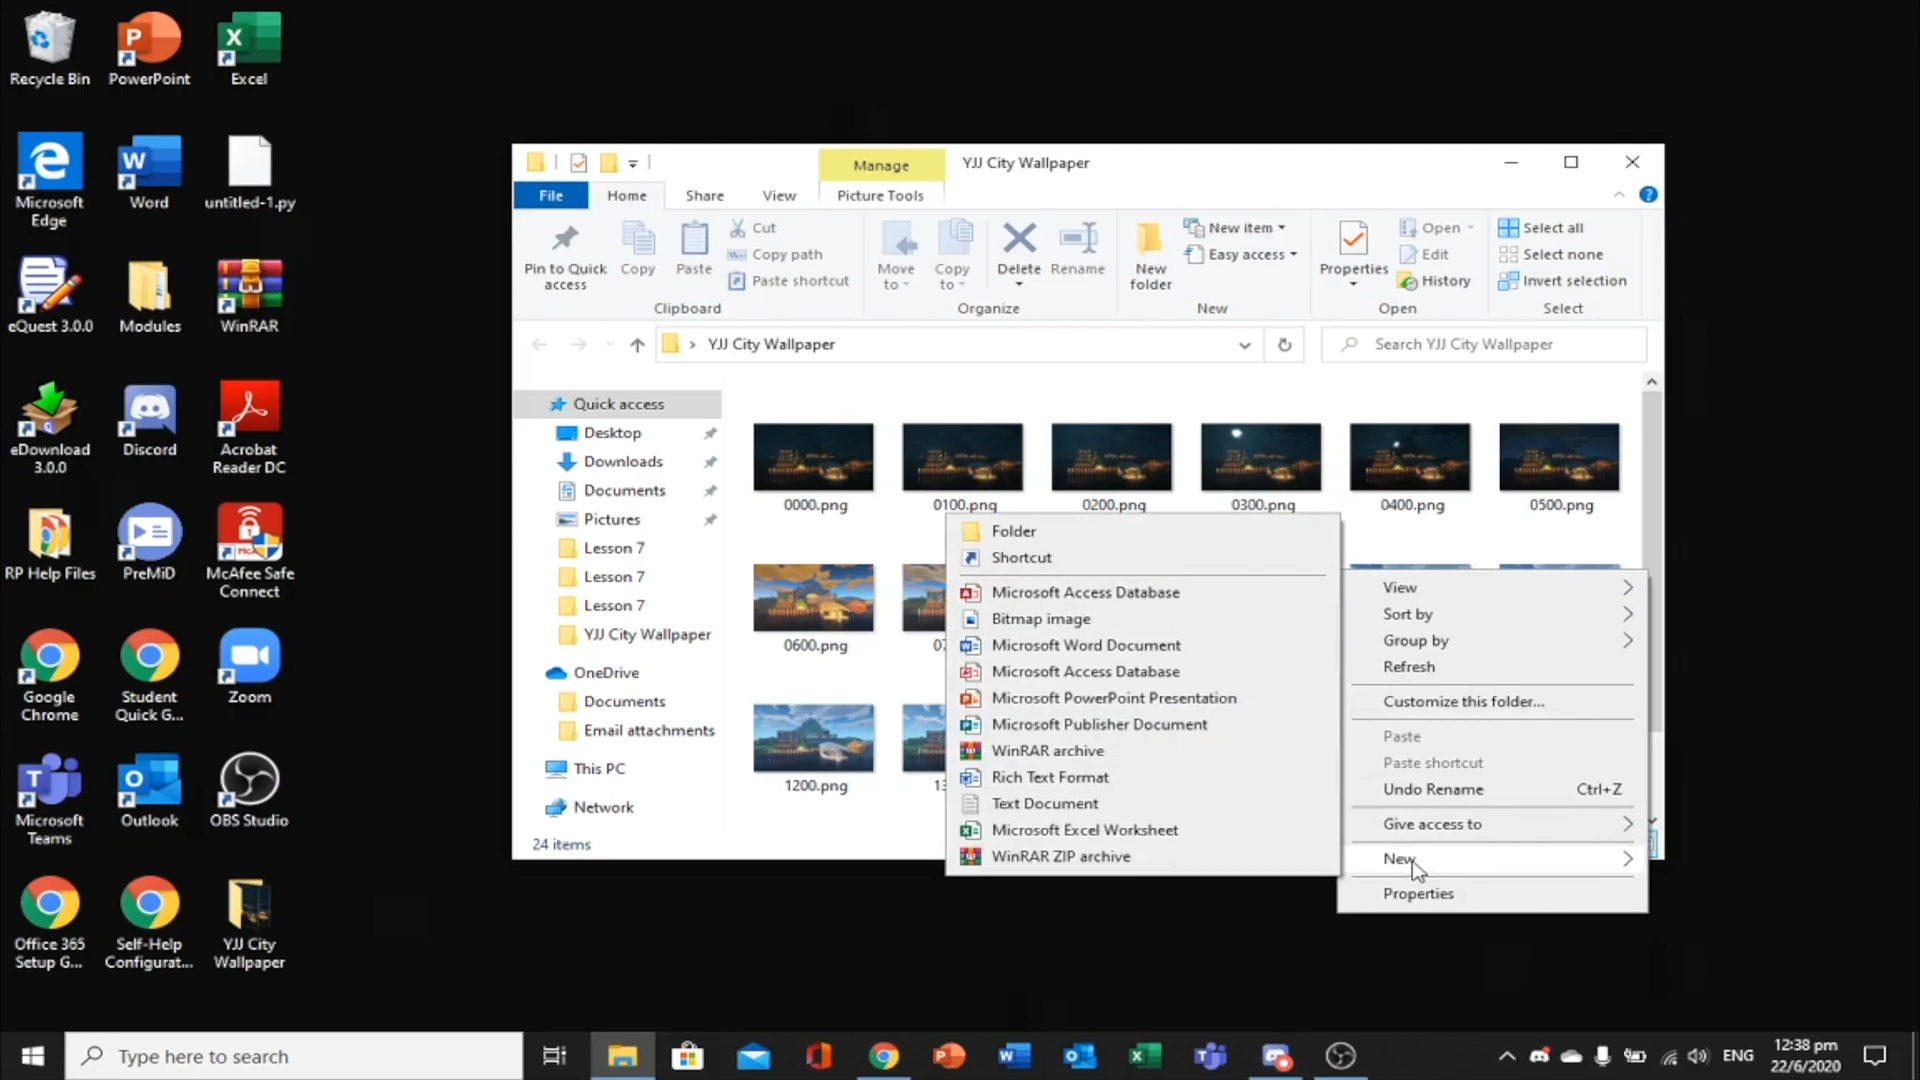 Recycle Bin
PowerPoint
Excel
Microsoft
Edge
Word
untitled-1.py
eQuest 3.0.0
Modules
WinRAR
eDownload
3.0.0
Discord
Acrobat
Reader DC
RP Help Files
PreMiD
McAfee Safe
Connect
Google
Chrome
Student
Quick G...
Zoom
Microsoft
Teams
Outlook
OBS Studio
Office 365
Setup G...
Self-Help
Configurat...
YJJ City
Wallpaper
Manage
YJJ City Wallpaper
File
Home
Share
View
Picture Tools
Pin to Quick
access
Copy
Paste
Cut
Copy path
Paste shortcut
Clipboard
Move
to
Copy
to
Delete
Rename
Organize
New
folder
New item
Easy access
New
Properties
Open
Edit
History
Open
Select all
Select none
Invert selection
Select
YJJ City Wallpaper
Search YJJ City Wallpaper
Quick access
Desktop
Downloads
Documents
Pictures
Lesson 7
Lesson 7
Lesson 7
YJJ City Wallpaper
OneDrive
Documents
Email attachments
This PC
Network
24 items
0000.png
0100.png
0200.png
0300.png
0400.png
0500.png
0600.png
1200.png
Folder
Shortcut
Microsoft Access Database
Bitmap image
Microsoft Word Document
Microsoft Access Database
Microsoft PowerPoint Presentation
Microsoft Publisher Document
WinRAR archive
Rich Text Format
Text Document
Microsoft Excel Worksheet
WinRAR ZIP archive
View
Sort by
Group by
Refresh
Customize this folder...
Paste
Paste shortcut
Undo Rename Ctrl+Z
Give access to
New
Properties
Type here to search
ENG
12:38 pm
22/6/2020